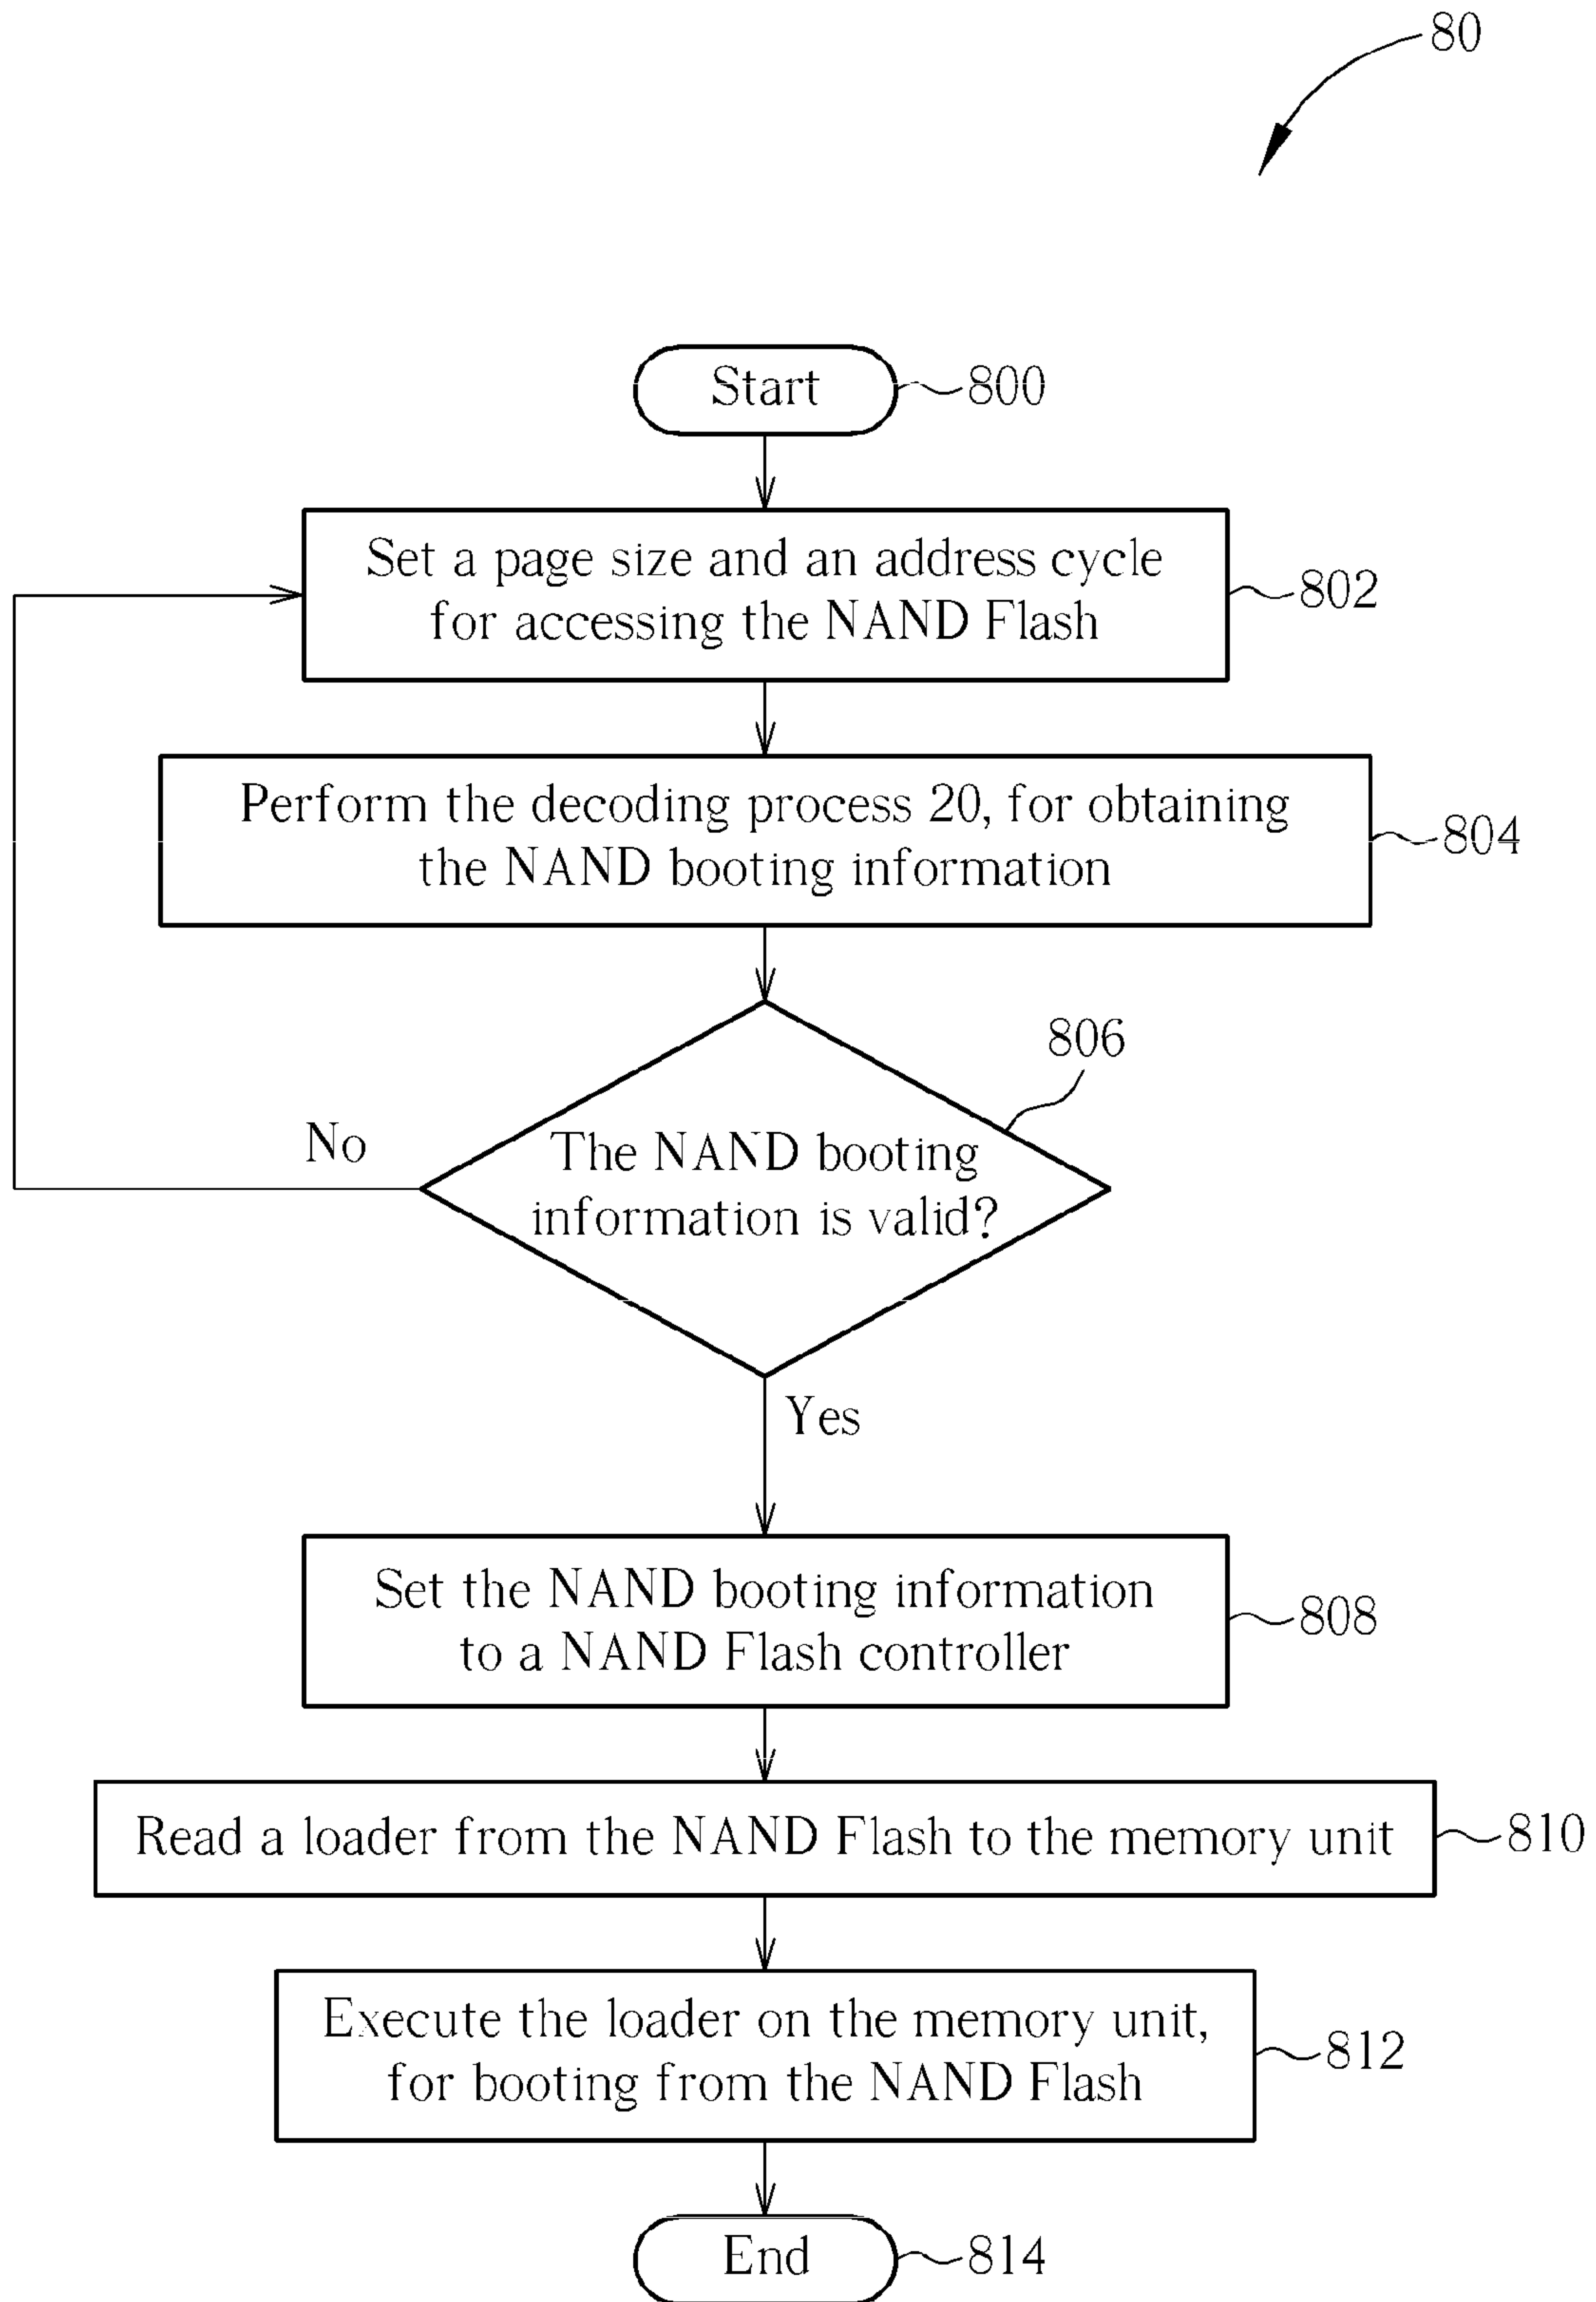 80
Start
800
Set a page size and an address cycle
for accessing the NAND Flash
802
Perform the decoding process 20, for obtaining
the NAND booting information
804
806
No
The NAND booting
information is valid?
Yes
Set the NAND booting information
to a NAND Flash controller
808
Read a loader from the NAND Flash to the memory unit
810
Execute the loader on the memory unit,
for booting from the NAND Flash
812
End
814